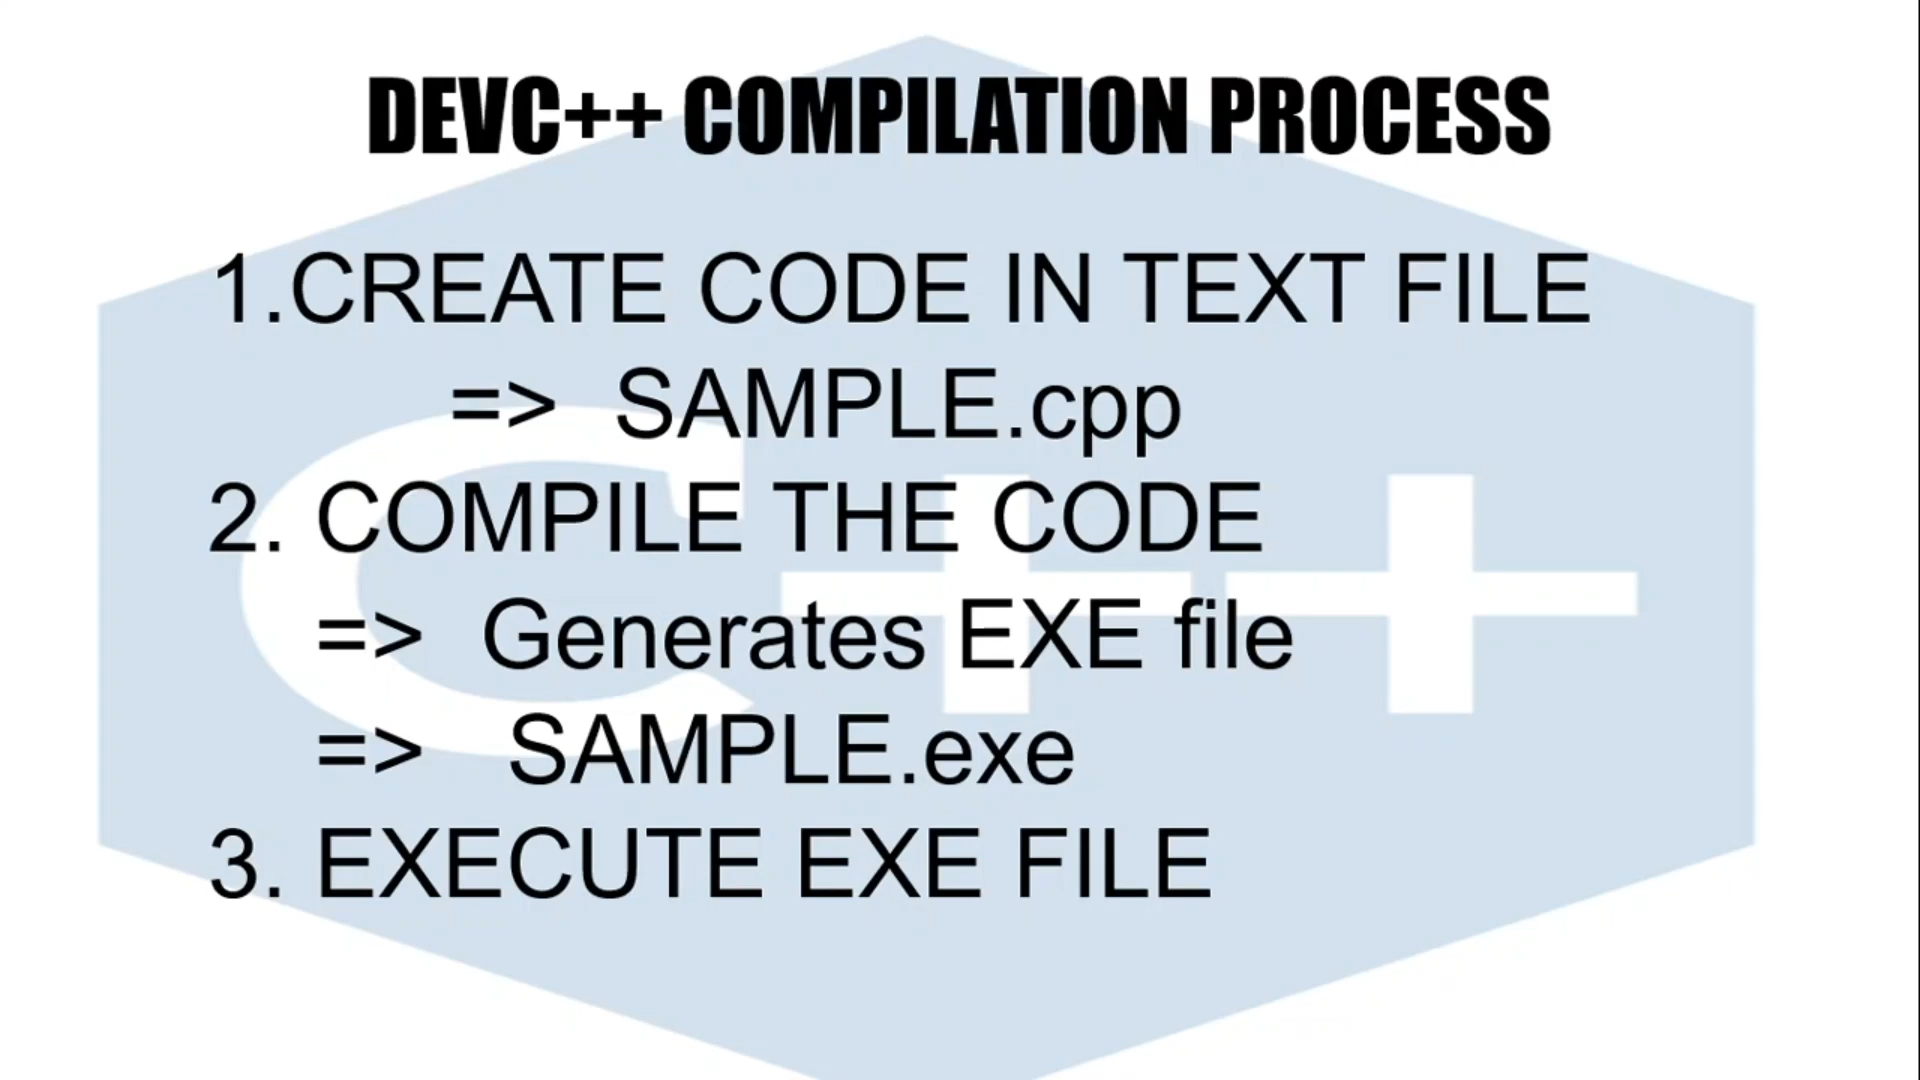 DEVC++ COMPILATION PROCESS
1.CREATE CODE IN TEXT FILE
=> SAMPLE.cpp
2. COMPILE THE CODE
=> Generates EXE file
=> SAMPLE.exe
3. EXECUTE EXE FILE
C++